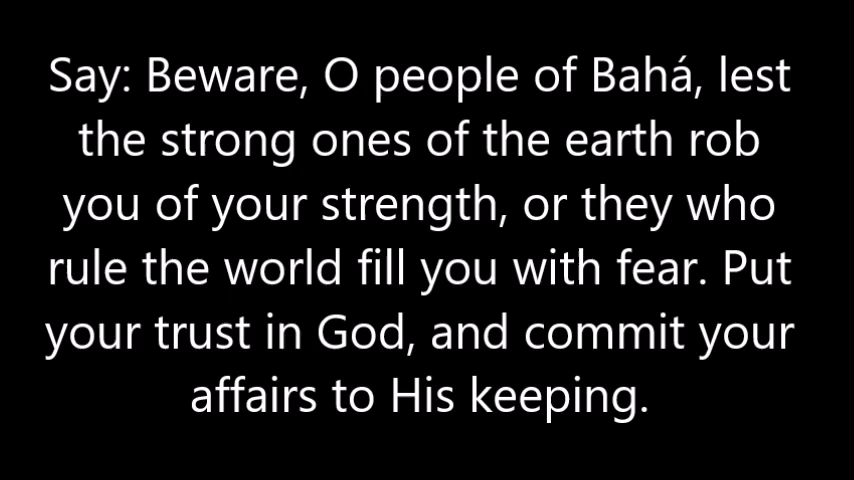 Say: Beware, O people of Bahá, lest
the strong ones of the earth rob
you of your strength, or they who
rule the world fill you with fear. Put
your trust in God, and commit your
affairs to His keeping.